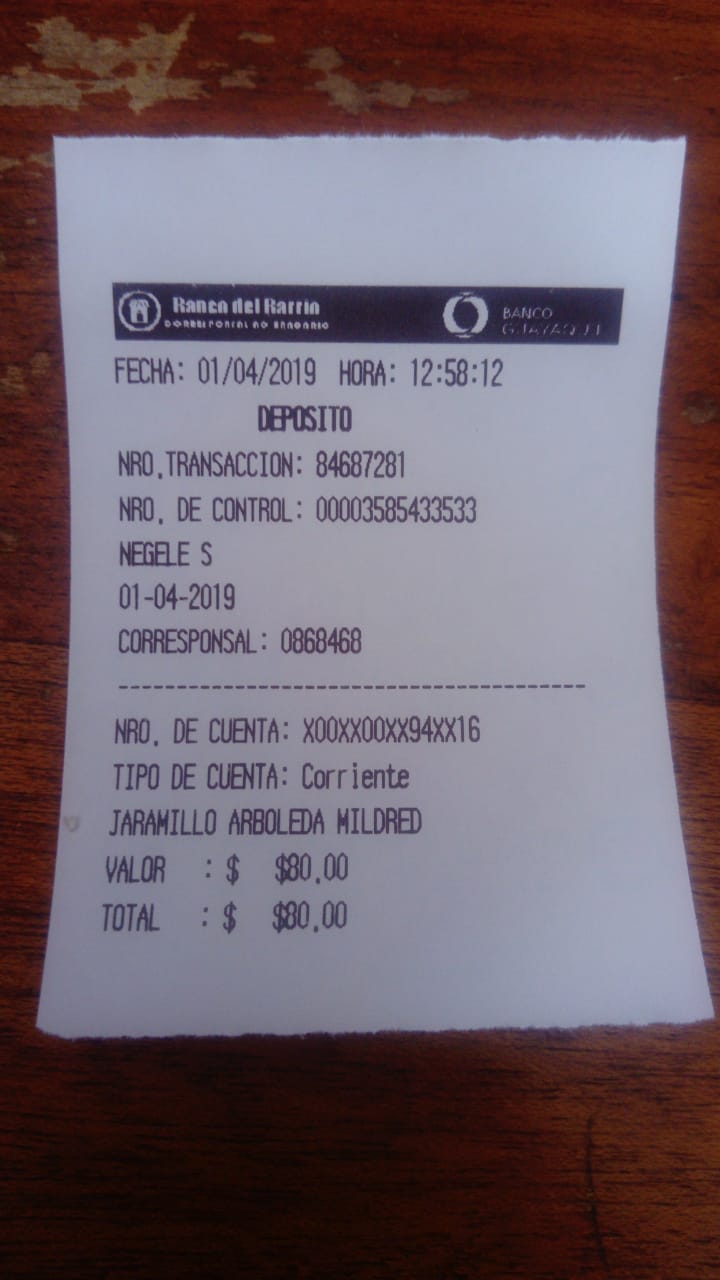 Banco del Barrio
CORRESPONSAL NO BANCARIO
BANCO
GUAYAQUIL
FECHA: 01/04/2019 HORA: 12:58:12
DEPOSITO
NRO.TRANSACCION: 84687281
NRO. DE CONTROL: 00003585433533
NEGELE S
01-04-2019
CORRESPONSAL: 0868468
----------------------------------------
NRO. DE CUENTA: X00XX00XX94XX16
TIPO DE CUENTA: Corriente
JARAMILLO ARBOLEDA MILDRED
VALOR : $ $80.00
TOTAL : $ $80.00